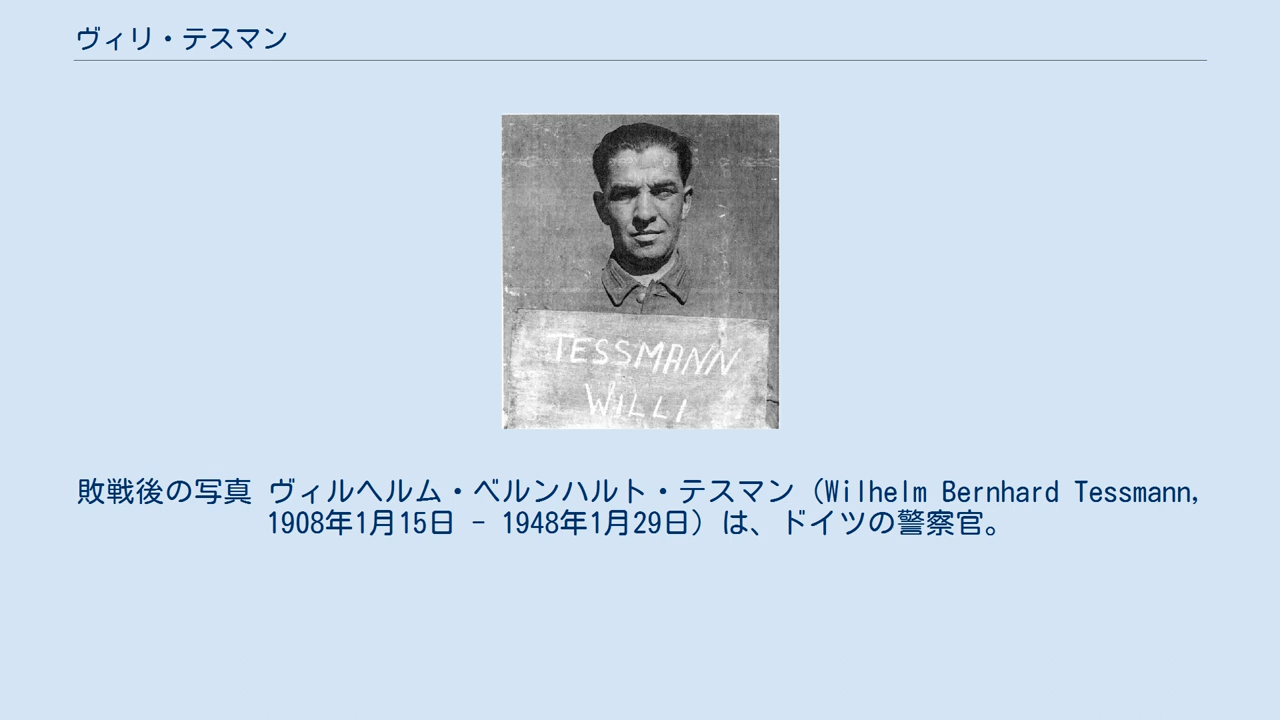 ヴィリ・テスマン
TESSMANN
WILLI
敗戦後の写真 ヴィルヘルム・ベルンハルト・テスマン（Wilhelm Bernhard Tessmann,
1908年1月15日 - 1948年1月29日）は、ドイツの警察官。